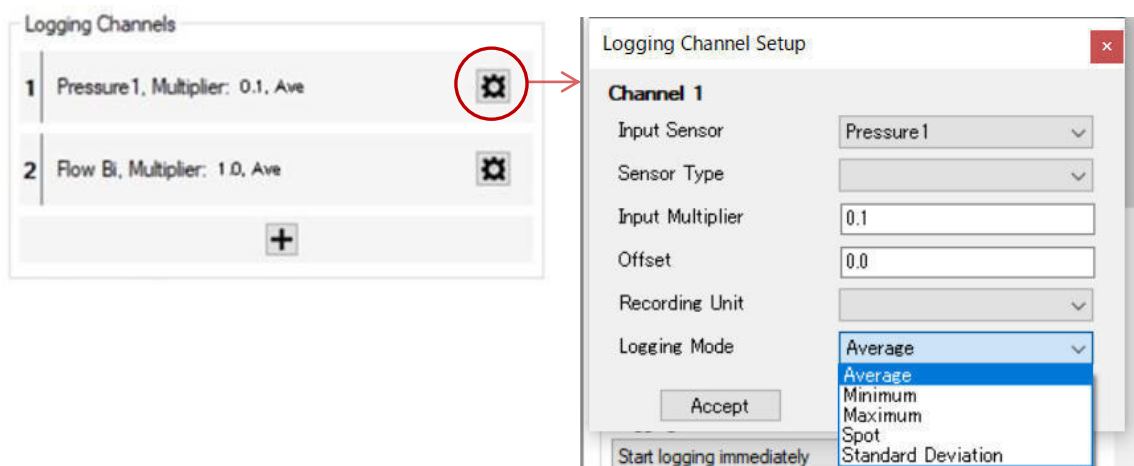 Logging Channels
1 Pressure1, Multiplier: 0.1, Ave
2 Flow Bi, Multiplier: 1.0, Ave
Logging Channel Setup
Channel 1
Input Sensor Pressure1
Sensor Type
Input Multiplier 0.1
Offset 0.0
Recording Unit
Logging Mode Average
Average
Minimum
Maximum
Spot
Standard Deviation
Accept
Start logging immediately